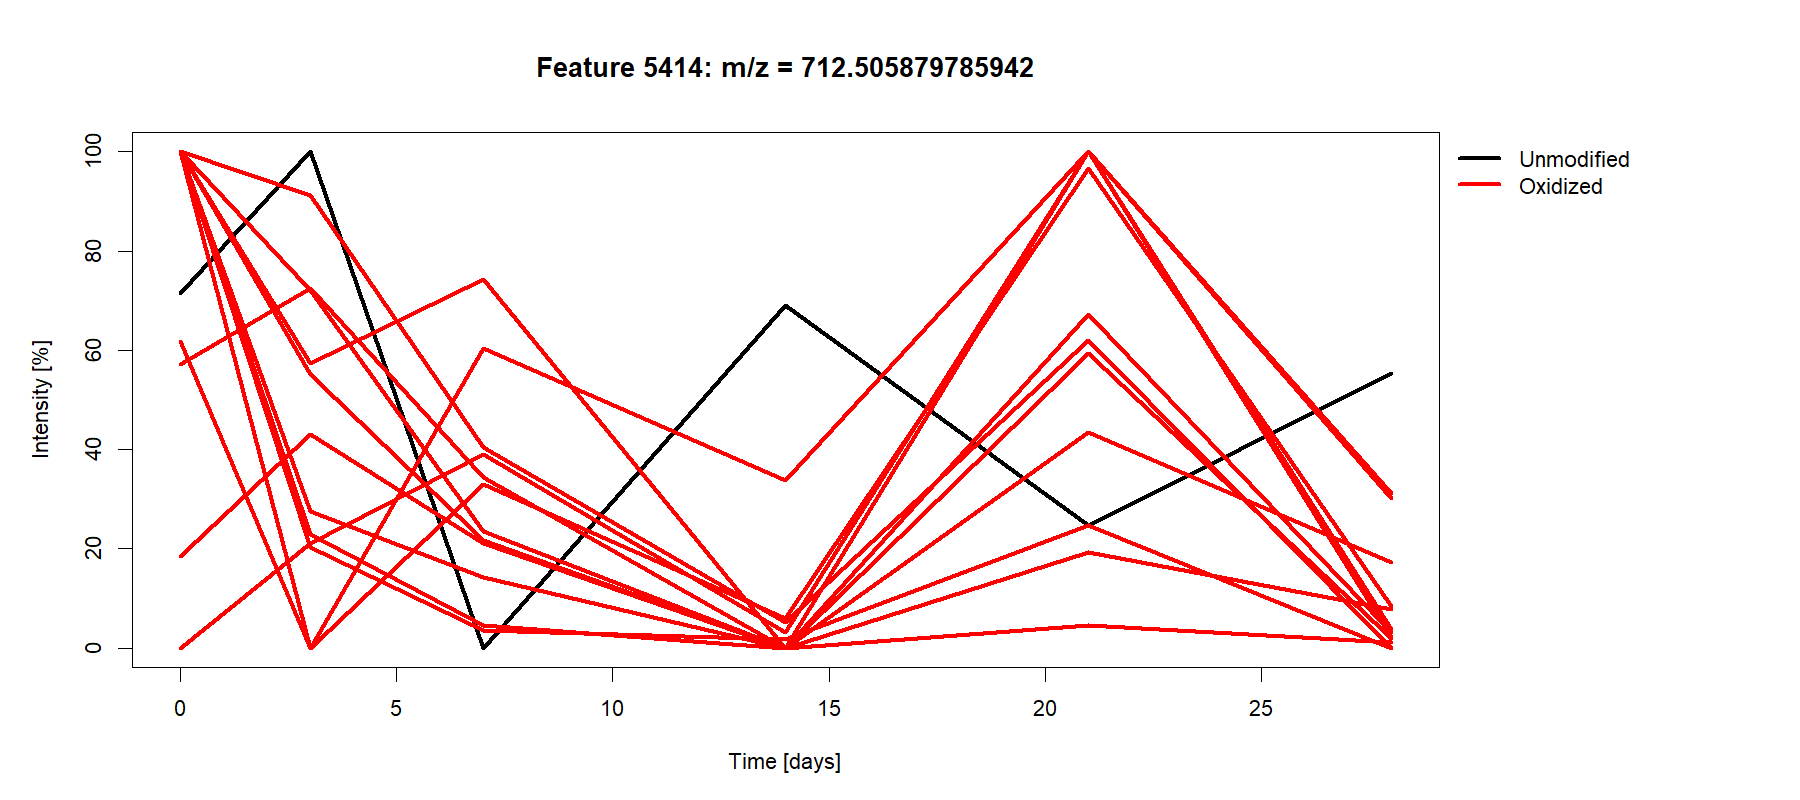 Feature 5414: m/z = 712.505879785942
Unmodified
Oxidized
Intensity [%]
100
80
60
40
20
0
0 5 10 15 20 25
Time [days]